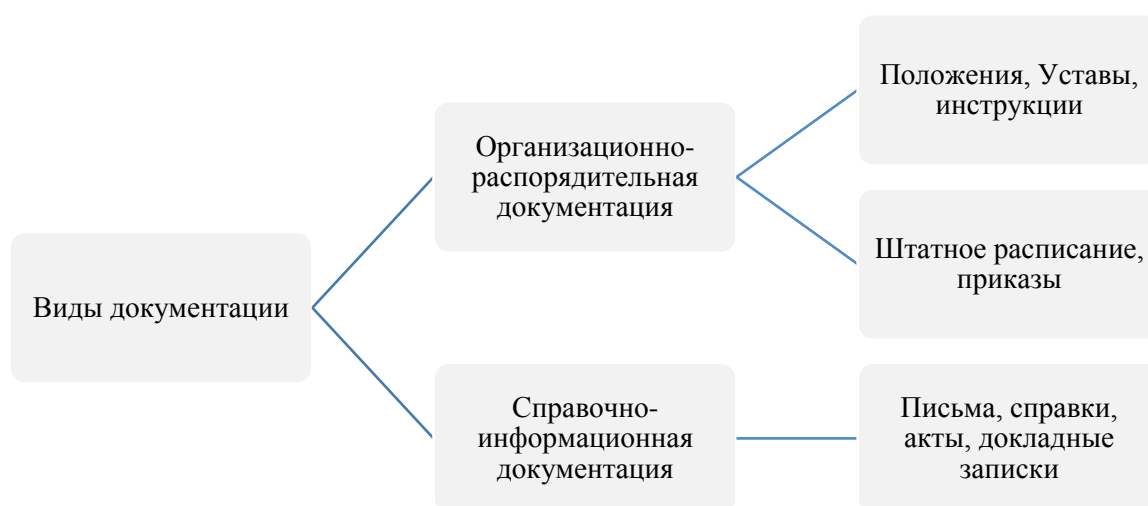 Виды документации
Организационно-
распорядительная
документация
Положения, Уставы,
инструкции
Штатное расписание,
приказы
Справочно-
информационная
документация
Письма, справки,
акты, докладные
записки